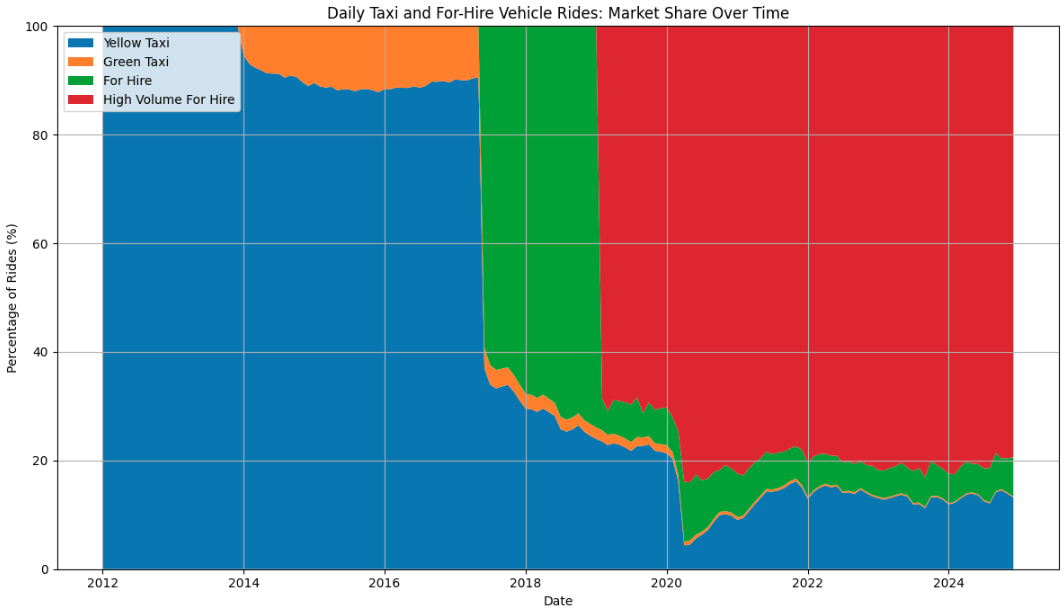 Daily Taxi and For-Hire Vehicle Rides: Market Share Over Time
Yellow Taxi
Green Taxi
For Hire
High Volume For Hire
Percentage of Rides (%)
100
80
60
40
20
0
2012 2014 2016 2018 2020 2022 2024
Date